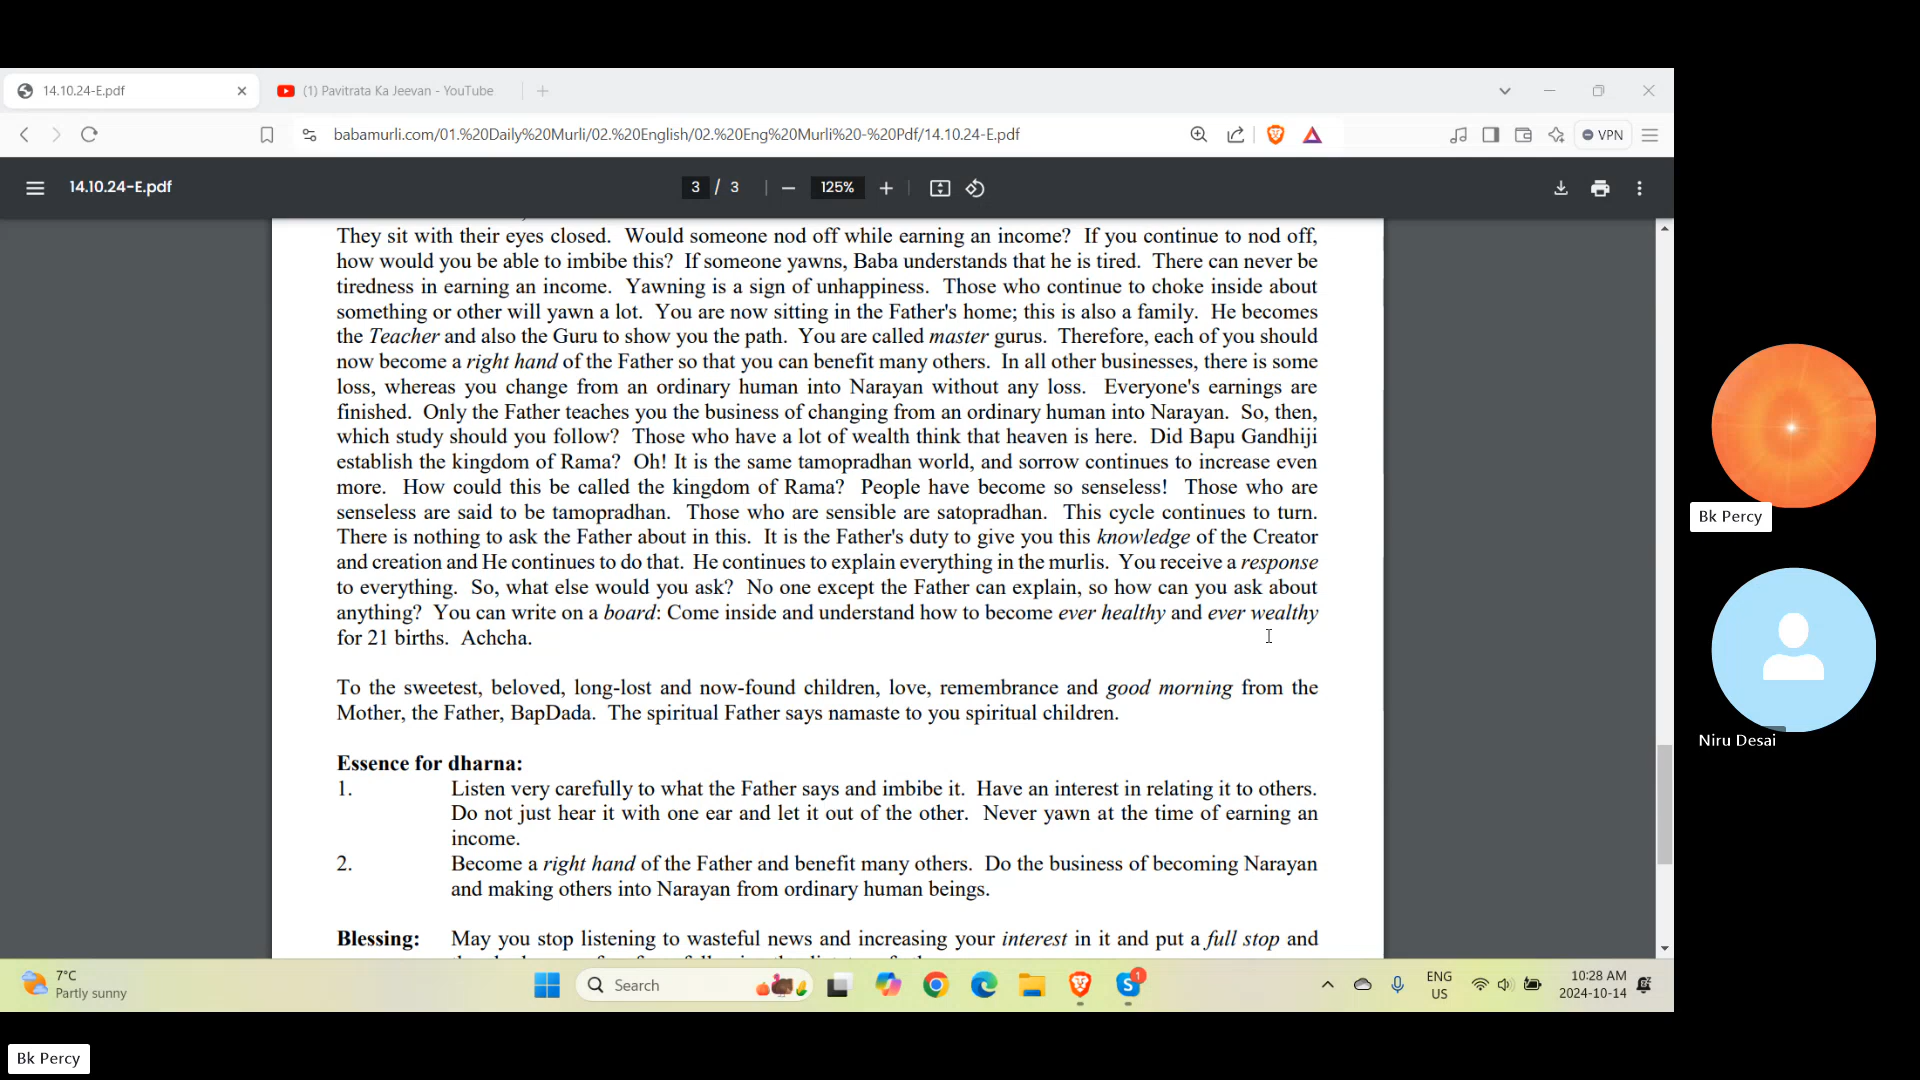 14.10.24-E.pdf
(1) Pavitrata Ka Jeevan - YouTube
babamurli.com/01.%20Daily%20Murli/02.%20English/02.%20Eng%20Murli%20-%20Pdf/14.10.24-E.pdf
VPN
14.10.24-E.pdf
3 / 3
125%
They sit with their eyes closed. Would someone nod off while earning an income? If you continue to nod off,
how would you be able to imbibe this? If someone yawns, Baba understands that he is tired. There can never be
tiredness in earning an income. Yawning is a sign of unhappiness. Those who continue to choke inside about
something or other will yawn a lot. You are now sitting in the Father's home; this is also a family. He becomes
the Teacher and also the Guru to show you the path. You are called master gurus. Therefore, each of you should
now become a right hand of the Father so that you can benefit many others. In all other businesses, there is some
loss, whereas you change from an ordinary human into Narayan without any loss. Everyone's earnings are
finished. Only the Father teaches you the business of changing from an ordinary human into Narayan. So, then,
which study should you follow? Those who have a lot of wealth think that heaven is here. Did Bapu Gandhiji
establish the kingdom of Rama? Oh! It is the same tamopradhan world, and sorrow continues to increase even
more. How could this be called the kingdom of Rama? People have become so senseless! Those who are
senseless are said to be tamopradhan. Those who are sensible are satopradhan. This cycle continues to turn.
There is nothing to ask the Father about in this. It is the Father's duty to give you this knowledge of the Creator
and creation and He continues to do that. He continues to explain everything in the murlis. You receive a response
to everything. So, what else would you ask? No one except the Father can explain, so how can you ask about
anything? You can write on a board: Come inside and understand how to become ever healthy and ever wealthy
for 21 births. Achcha.
To the sweetest, beloved, long-lost and now-found children, love, remembrance and good morning from the
Mother, the Father, BapDada. The spiritual Father says namaste to you spiritual children.
Essence for dharna:
1. Listen very carefully to what the Father says and imbibe it. Have an interest in relating it to others.
Do not just hear it with one ear and let it out of the other. Never yawn at the time of earning an
income.
2. Become a right hand of the Father and benefit many others. Do the business of becoming Narayan
and making others into Narayan from ordinary human beings.
Blessing: May you stop listening to wasteful news and increasing your interest in it and put a full stop and
7°C
Partly sunny
Search
S
1
ENG
US
10:28 AM
2024-10-14
Bk Percy
Niru Desai
Bk Percy